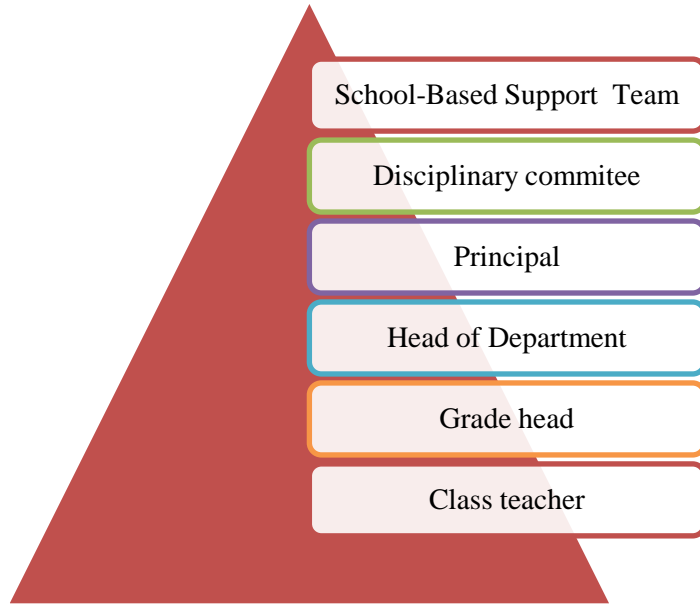 School-Based Support Team
Disciplinary commitee
Principal
Head of Department
Grade head
Class teacher